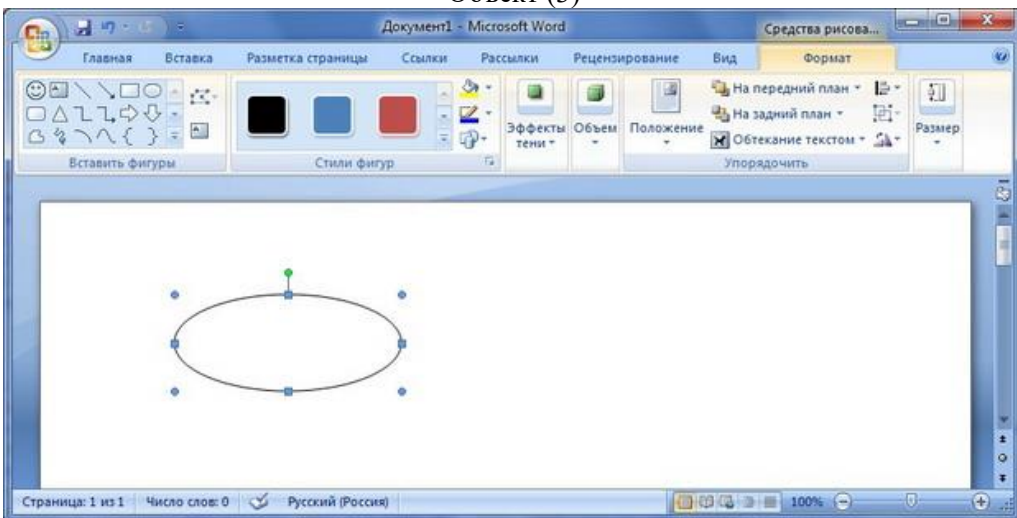 Объект (3)
Документ1 - Microsoft Word
Средства рисова...
Главная Вставка Разметка страницы Ссылки Рассылки Рецензирование Вид Формат
На передний план
Эффекты тени
Объем
Положение
На задний план
Обтекание текстом
Размер
Вставить фигуры Стили фигур Упорядочить
Страница: 1 из 1 Число слов: 0 Русский (Россия) 100%